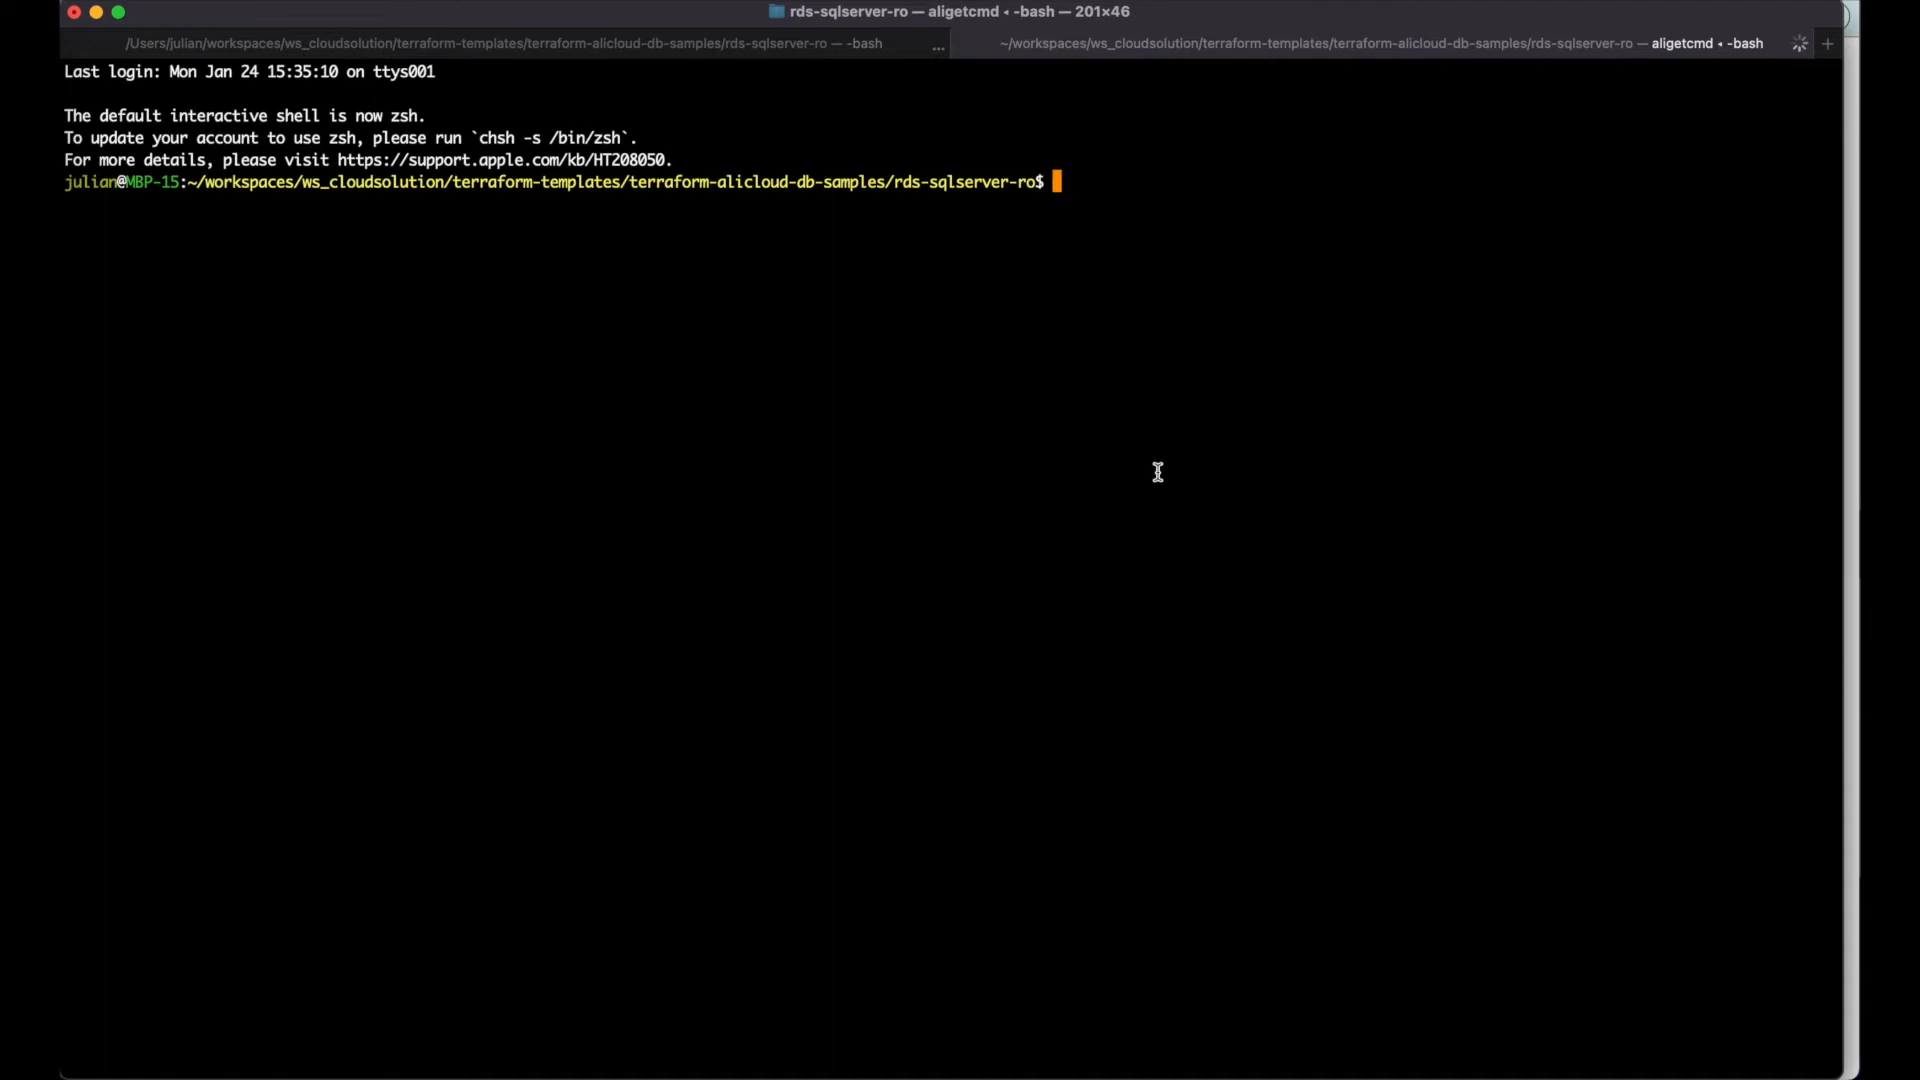 rds-sqlserver-ro — aligetcmd ◂ -bash — 201×46
/Users/julian/workspaces/ws_cloudsolution/terraform-templates/terraform-alicloud-db-samples/rds-sqlserver-ro — -bash ...
~/workspaces/ws_cloudsolution/terraform-templates/terraform-alicloud-db-samples/rds-sqlserver-ro — aligetcmd ◂ -bash
Last login: Mon Jan 24 15:35:10 on ttys001
The default interactive shell is now zsh.
To update your account to use zsh, please run `chsh -s /bin/zsh`.
For more details, please visit https://support.apple.com/kb/HT208050.
julian@MBP-15:~/workspaces/ws_cloudsolution/terraform-templates/terraform-alicloud-db-samples/rds-sqlserver-ro$